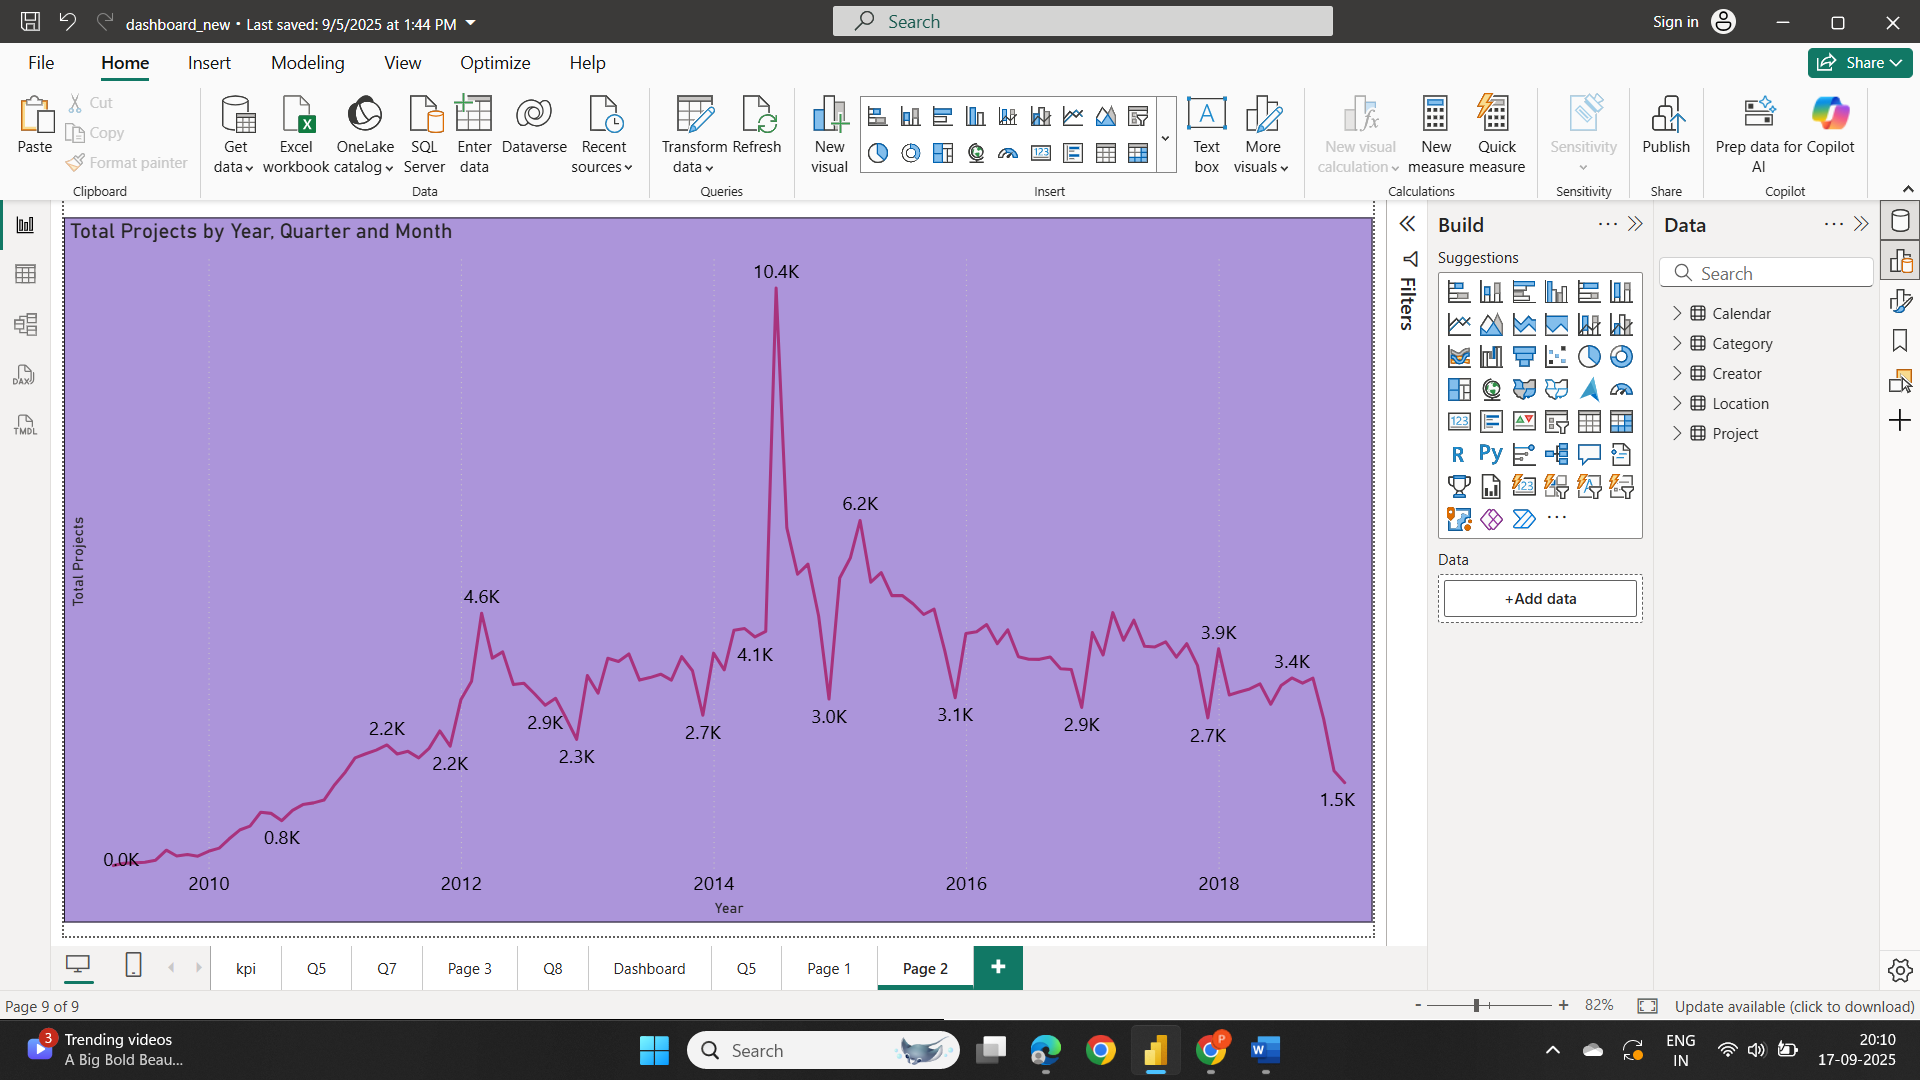 dashboard_new • Last saved: 9/5/2025 at 1:44 PM
Search
Sign in
File
Home
Insert
Modeling
View
Optimize
Help
Share
Paste
Cut
Copy
Format painter
Clipboard
Get data
Excel workbook
OneLake catalog
SQL Server
Enter data
Dataverse
Recent sources
Data
Transform data
Refresh
Queries
New visual
Text box
More visuals
Insert
New visual calculation
New measure
Quick measure
Calculations
Sensitivity
Sensitivity
Publish
Share
Prep data for AI
Copilot
Copilot
DAX
TMDL
Total Projects by Year, Quarter and Month
Total Projects
10.4K
6.2K
4.6K
3.9K
4.1K
3.4K
2.2K
2.9K
2.7K
3.0K
3.1K
2.9K
2.7K
2.2K
2.3K
1.5K
0.8K
0.0K
2010
2012
2014
2016
2018
Year
Filters
Build
Suggestions
123
R
Py
123
Data
+Add data
Data
Search
Calendar
Category
Creator
Location
Project
kpi
Q5
Q7
Page 3
Q8
Dashboard
Q5
Page 1
Page 2
Page 9 of 9
- + 82%
Update available (click to download)
3
Trending videos
A Big Bold Beau...
Search
P
W
ENG
IN
20:10
17-09-2025